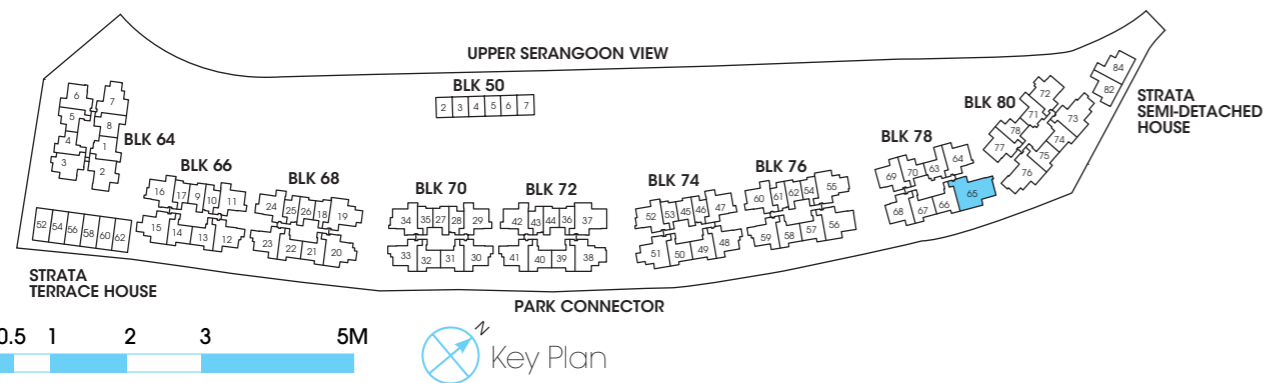 UPPER SERANGOON VIEW
BLK 50
2 3 4 5 6 7
BLK 64
6 7
5 8
4 1
3 2
BLK 66
16 17 9 10 11
15 14 13 12
BLK 68
24 25 26 18 19
23 22 21 20
BLK 70
34 35 27 28 29
33 32 31 30
BLK 72
42 43 44 36 37
41 40 39 38
BLK 74
52 53 45 46 47
51 50 49 48
BLK 76
60 61 62 54 55
59 58 57 56
BLK 78
69 70 63 64
68 67 66 65
BLK 80
72
71 73
78 74
77 75
76
84
82
STRATA
SEMI-DETACHED
HOUSE
52 54 56 58 60 62
STRATA
TERRACE HOUSE
PARK CONNECTOR
0.5 1 2 3 5M
N
Key Plan